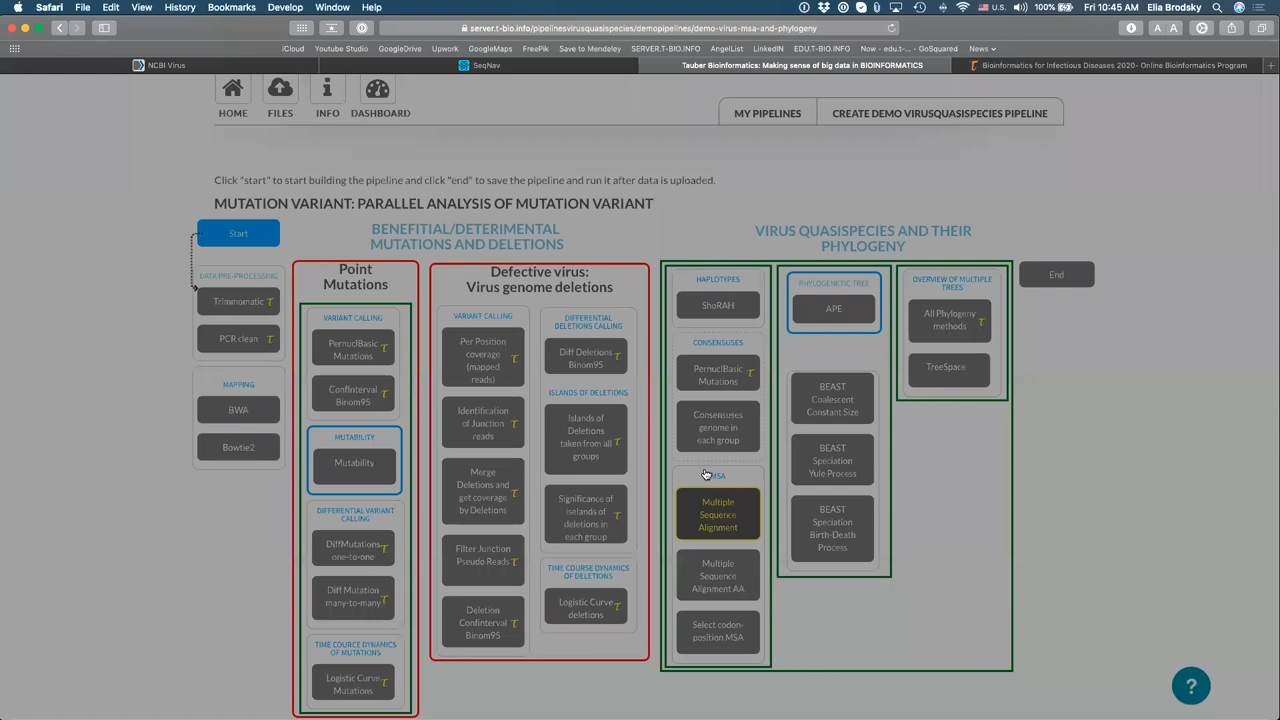 Safari File Edit View History Bookmarks Develop Window Help
U.S. Fri 10:45 AM Elia Brodsky
server.t-bio.info/pipelinesvirusquasispecies/demopipelines/demo-virus-msa-and-phylogeny
iCloud Youtube Studio GoogleDrive Upwork GoogleMaps FreePik Save to Mendeley SERVER.T-BIO.INFO AngelList LinkedIN EDU.T-BIO.INFO Now - edu.t-... - GoSquared News
NCBI Virus
SeqNav
Tauber Bioinformatics: Making sense of big data in BIOINFORMATICS
Bioinformatics for Infectious Diseases 2020- Online Bioinformatics Program
HOME FILES INFO DASHBOARD
MY PIPELINES
CREATE DEMO VIRUSQUASISPECIES PIPELINE
Click "start" to start building the pipeline and click "end" to save the pipeline and run it after data is uploaded.
MUTATION VARIANT: PARALLEL ANALYSIS OF MUTATION VARIANT
Start
DATA PRE-PROCESSING
Trimmomatic
PCR clean
MAPPING
BWA
Bowtie2
BENEFITIAL/DETERIMENTAL
MUTATIONS AND DELETIONS
Point
Mutations
VARIANT CALLING
PernuclBasic
Mutations
ConfInterval
Binom95
MUTABILITY
Mutability
DIFFERENTIAL VARIANT
CALLING
DiffMutations
one-to-one
Diff Mutation
many-to-many
TIME COURSE DYNAMICS
OF MUTATIONS
Logistic Curve
Mutations
Defective virus:
Virus genome deletions
VARIANT CALLING
Per Position
coverage
(mapped
reads)
Identification
of Junction
reads
Merge
Deletions and
get coverage
by Deletions
Filter Junction
Pseudo Reads
Deletion
ConfInterval
Binom95
DIFFERENTIAL
DELETIONS CALLING
Diff Deletions
Binom95
ISLANDS OF DELETIONS
Islands of
Deletions
taken from all
groups
Significance of
iselands of
deletions in
each group
TIME COURSE DYNAMICS
OF DELETIONS
Logistic Curve
deletions
VIRUS QUASISPECIES AND THEIR
PHYLOGENY
HAPLOTYPES
ShoRAH
CONSENSUSES
PernuclBasic
Mutations
Consensuses
genome in
each group
MSA
Multiple
Sequence
Alignment
Multiple
Sequence
Alignment AA
Select codon-
position MSA
PHYLOGENETIC TREE
APE
BEAST
Coalescent
Constant Size
BEAST
Speciation
Yule Process
BEAST
Speciation
Birth-Death
Process
OVERVIEW OF MULTIPLE
TREES
All Phylogeny
methods
TreeSpace
End
?